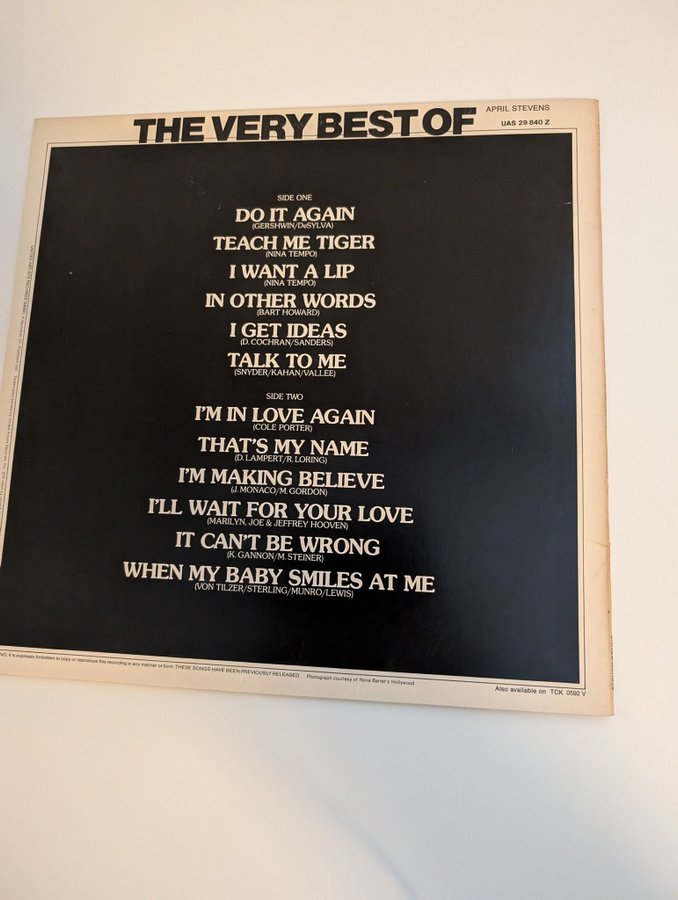 THE VERY BEST OF
APRIL STEVENS
UAS 29 840 Z
SIDE ONE
DO IT AGAIN
(GERSHWIN/DeSYLVA)
TEACH ME TIGER
(NINA TEMPO)
I WANT A LIP
(NINA TEMPO)
IN OTHER WORDS
(BART HOWARD)
I GET IDEAS
(D. COCHRAN/SANDERS)
TALK TO ME
(SNYDER/KAHAN/VALLEE)
SIDE TWO
I'M IN LOVE AGAIN
(COLE PORTER)
THAT'S MY NAME
(D. LAMPERT/R. LORING)
I'M MAKING BELIEVE
(J. MONACO/M. GORDON)
I'LL WAIT FOR YOUR LOVE
(MARILYN, JOE & JEFFREY HOOVEN)
IT CAN'T BE WRONG
(K. GANNON/M. STEINER)
WHEN MY BABY SMILES AT ME
(VON TILZER/STERLING/MUNRO/LEWIS)
It is expressly forbidden to copy or reproduce this recording in any manner or form. THESE SONGS HAVE BEEN PREVIOUSLY RELEASED. Photograph courtesy of Rona Barret's Hollywood
Also available on TCK 0592 V